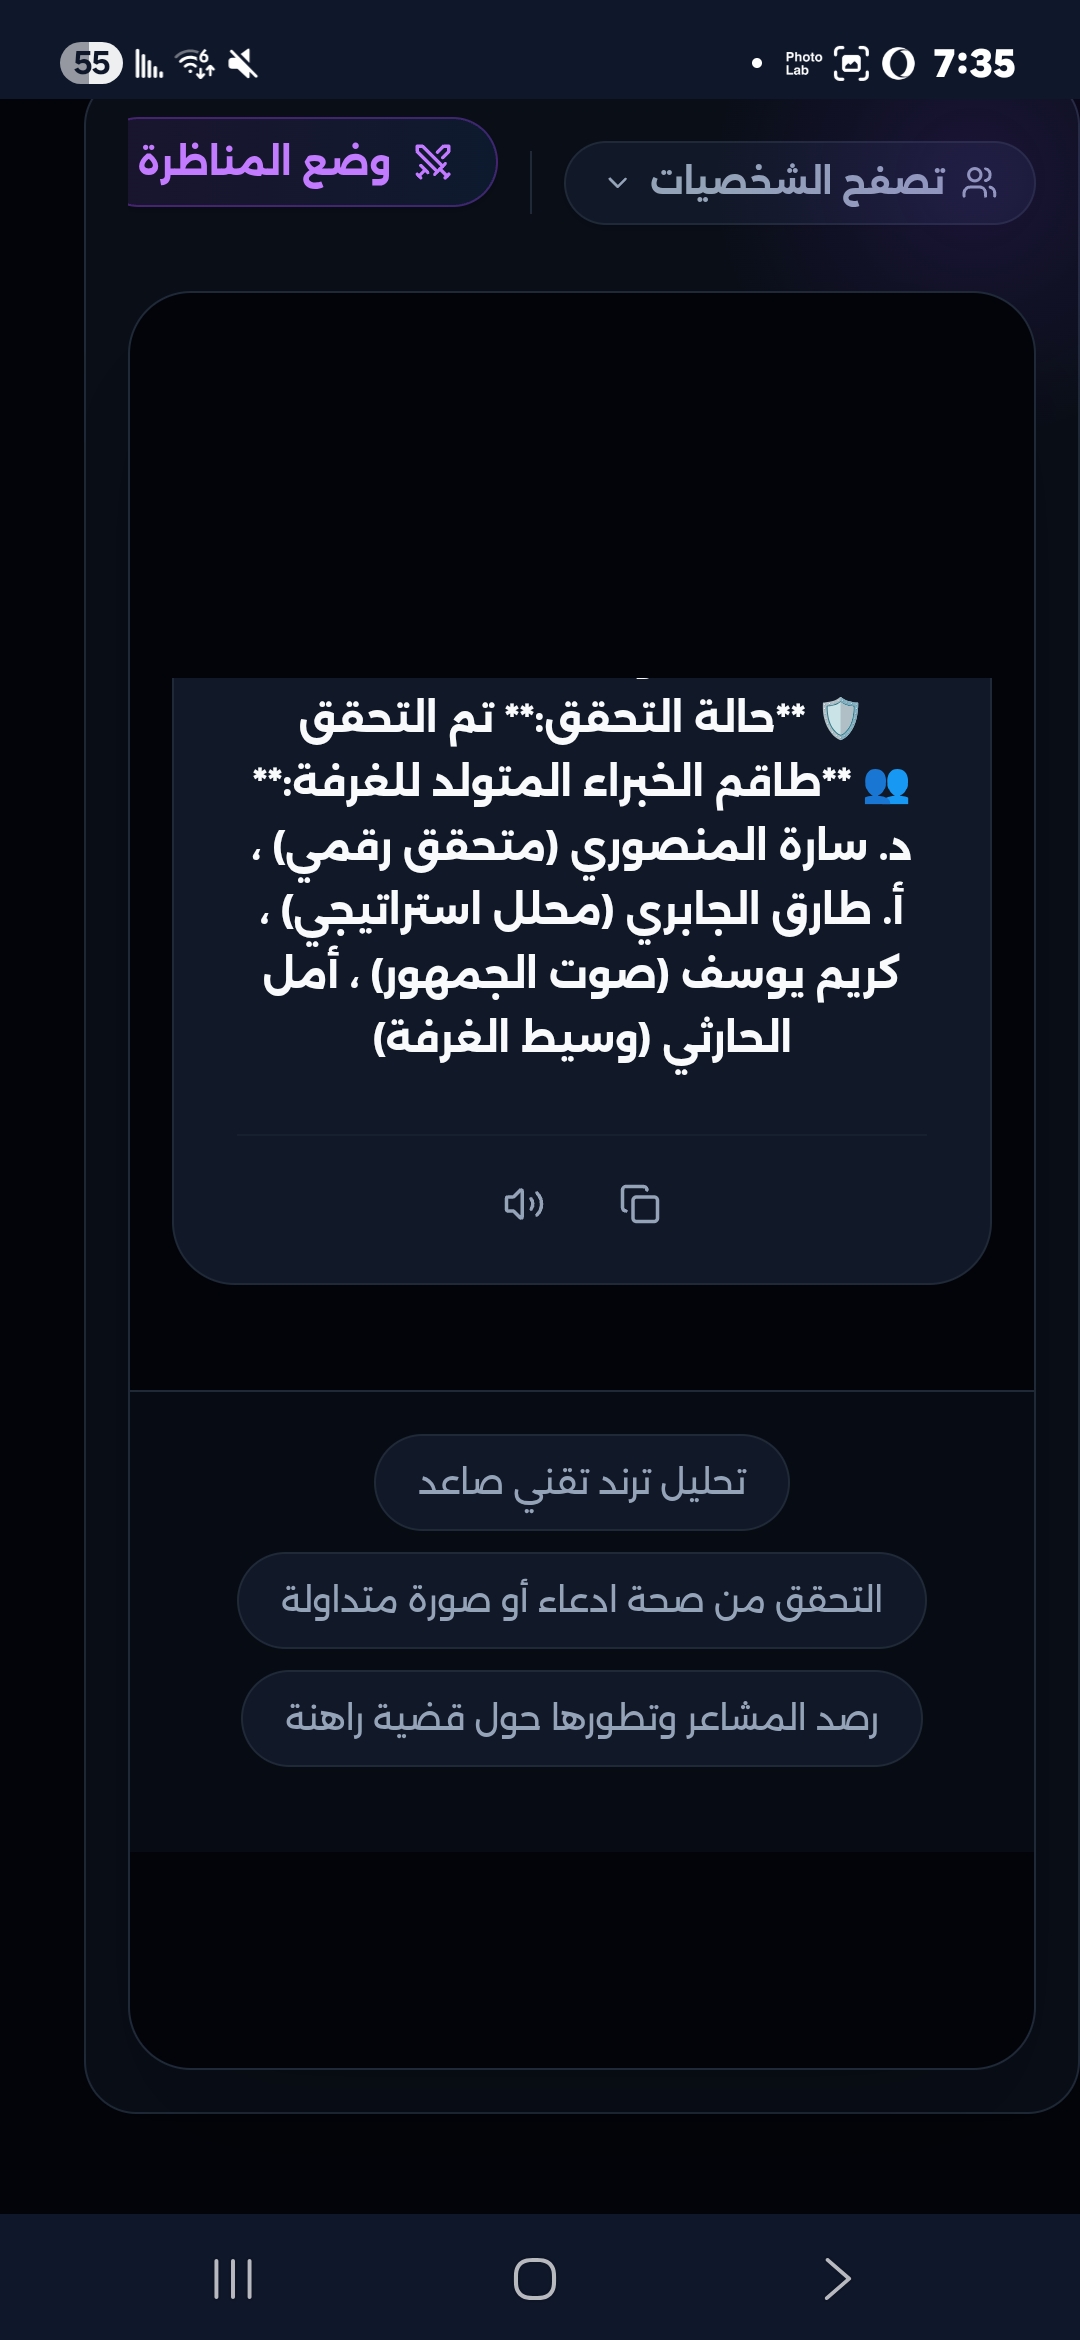 55
6
Photo
Lab
7:35
تصفح الشخصيات
وضع المناظرة
🛡️ **حالة التحقق:** تم التحقق
👥 **طاقم الخبراء المتولد للغرفة:**
د. سارة المنصوري (متحقق رقمي) ،
أ. طارق الجابري (محلل استراتيجي) ،
كريم يوسف (صوت الجمهور) ، أمل
الحارثي (وسيط الغرفة)
تحليل ترند تقني صاعد
التحقق من صحة ادعاء أو صورة متداولة
رصد المشاعر وتطورها حول قضية راهنة